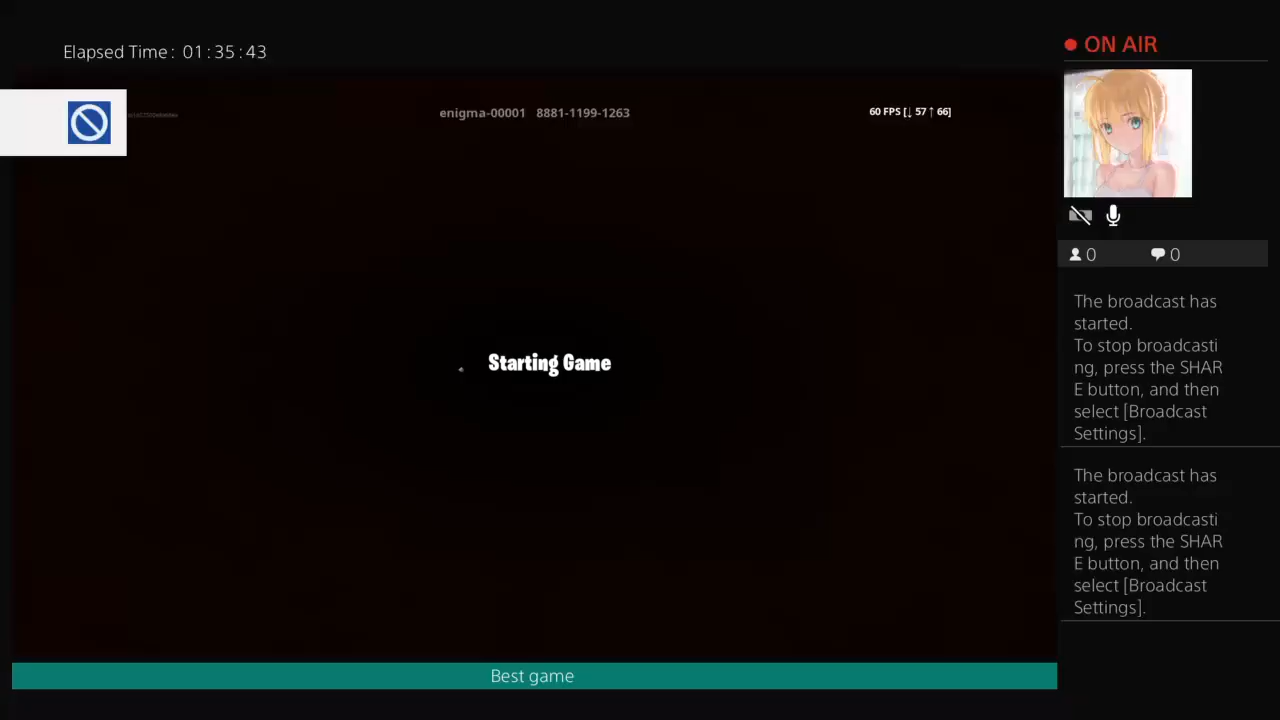 Elapsed Time: 01:35:43
ON AIR
enigma-00001 8881-1199-1263
60 FPS [↓ 57 ↑ 66]
0 0
The broadcast has
started.
To stop broadcasti
ng, press the SHAR
E button, and then
select [Broadcast
Settings].
The broadcast has
started.
To stop broadcasti
ng, press the SHAR
E button, and then
select [Broadcast
Settings].
Starting Game
Best game